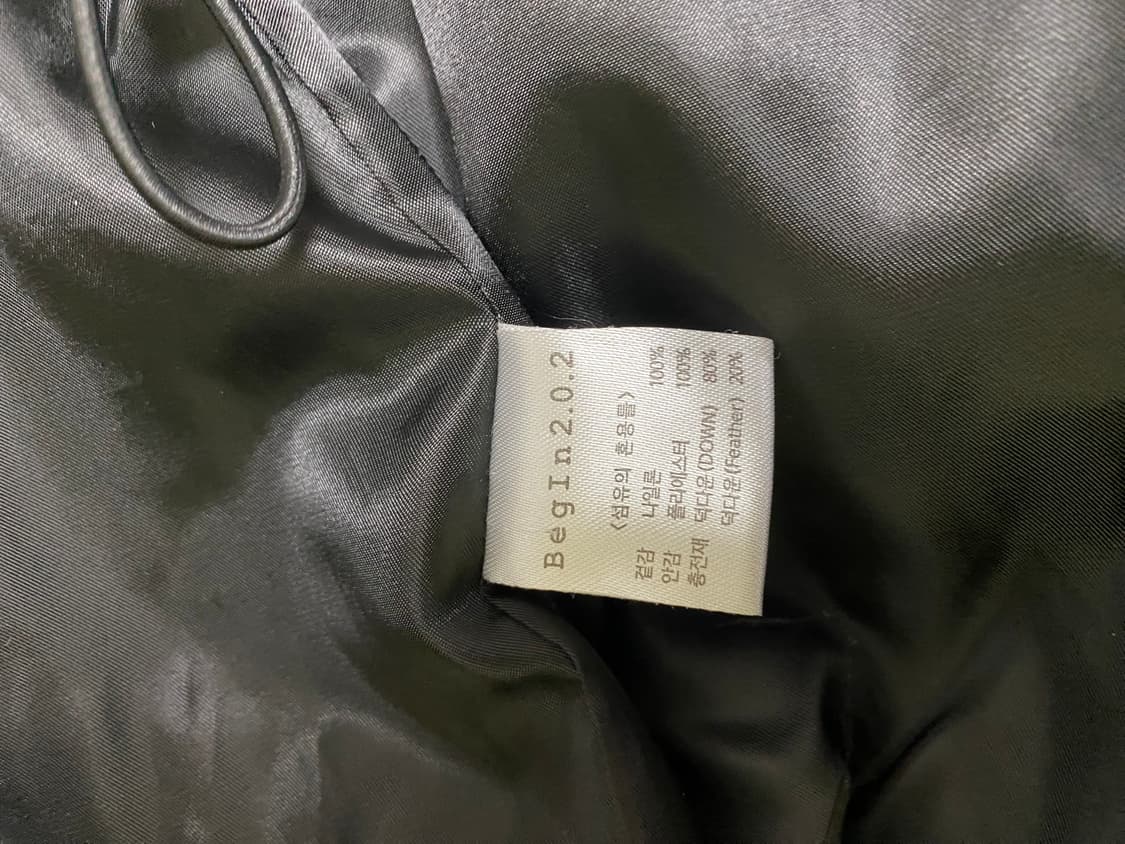 BegIn2.0.2
<섬유의 혼용률>
겉감 나일론 100%
안감 폴리에스터 100%
충전재 덕다운(DOWN) 80%
덕다운(Feather) 20%